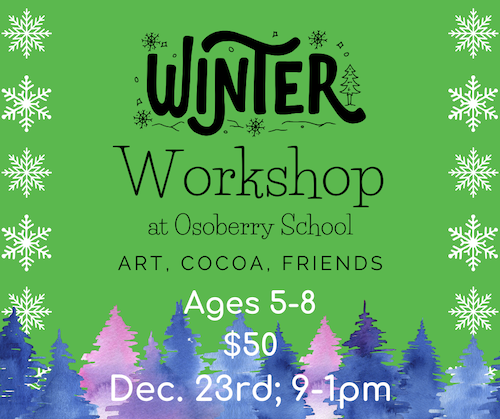 WINTER
Workshop
at Osoberry School
ART, COCOA, FRIENDS
Ages 5-8
$50
Dec. 23rd; 9-1pm